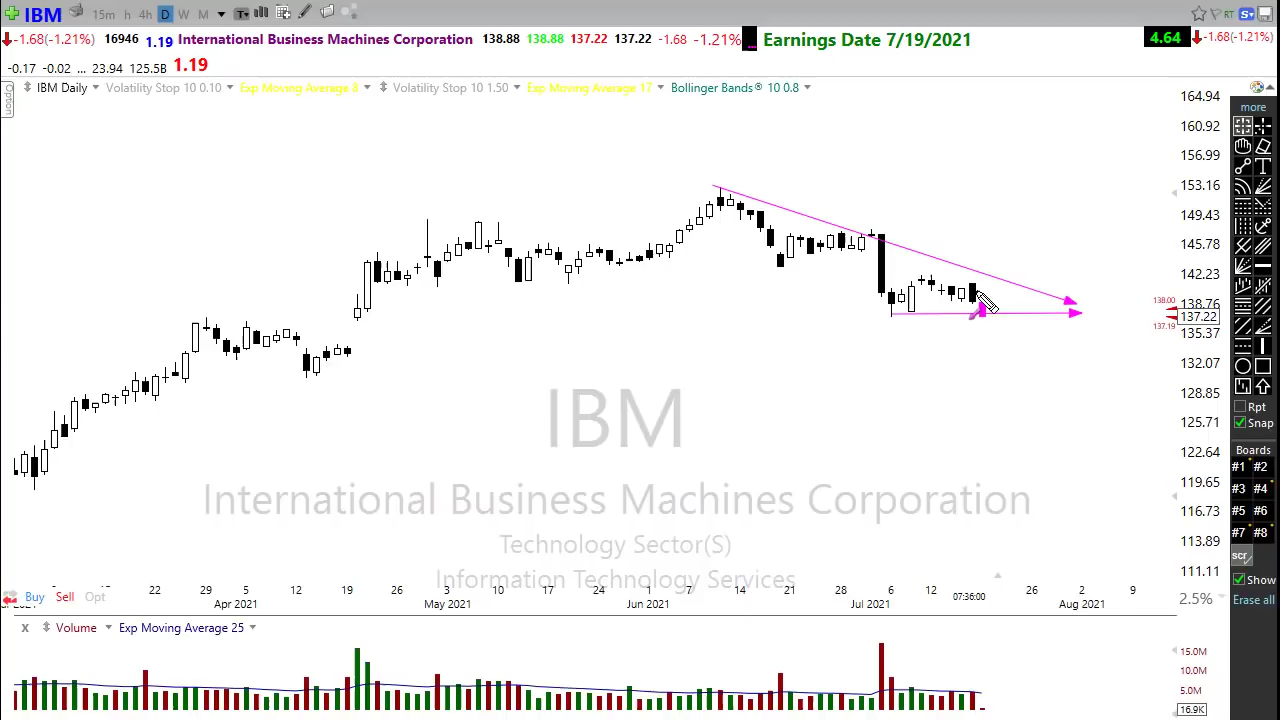 IBM 15m h 4h D W M T RT S
-1.68(-1.21%) 16946 1.19 International Business Machines Corporation 138.88 138.88 137.22 137.22 -1.68 -1.21% Earnings Date 7/19/2021 4.64 -1.68(-1.21%)
-0.17 -0.02 ... 23.94 125.5B 1.19
Option
IBM Daily Volatility Stop 10 0.10 Exp Moving Average 8 Volatility Stop 10 1.50 Exp Moving Average 17 Bollinger Bands® 10 0.8
164.94
160.92
156.99
153.16
149.43
145.78
142.23
138.76
138.00
137.22
137.19
135.37
132.07
128.85
125.71
122.64
119.65
116.73
113.89
111.11
more
Rpt
Snap
Boards
#1 #2
#3 #4
#5 #6
#7 #8
scr
Show
Erase all
IBM
International Business Machines Corporation
Technology Sector(S)
Information Technology Services
22 29 5 12 19 26 3 10 17 24 1 7 14 21 28 6 12 07:36:00 26 2 9
Buy Sell Opt
Apr 2021 May 2021 Jun 2021 Jul 2021 Aug 2021
2.5%
x Volume Exp Moving Average 25
15.0M
10.0M
5.0M
16.9K